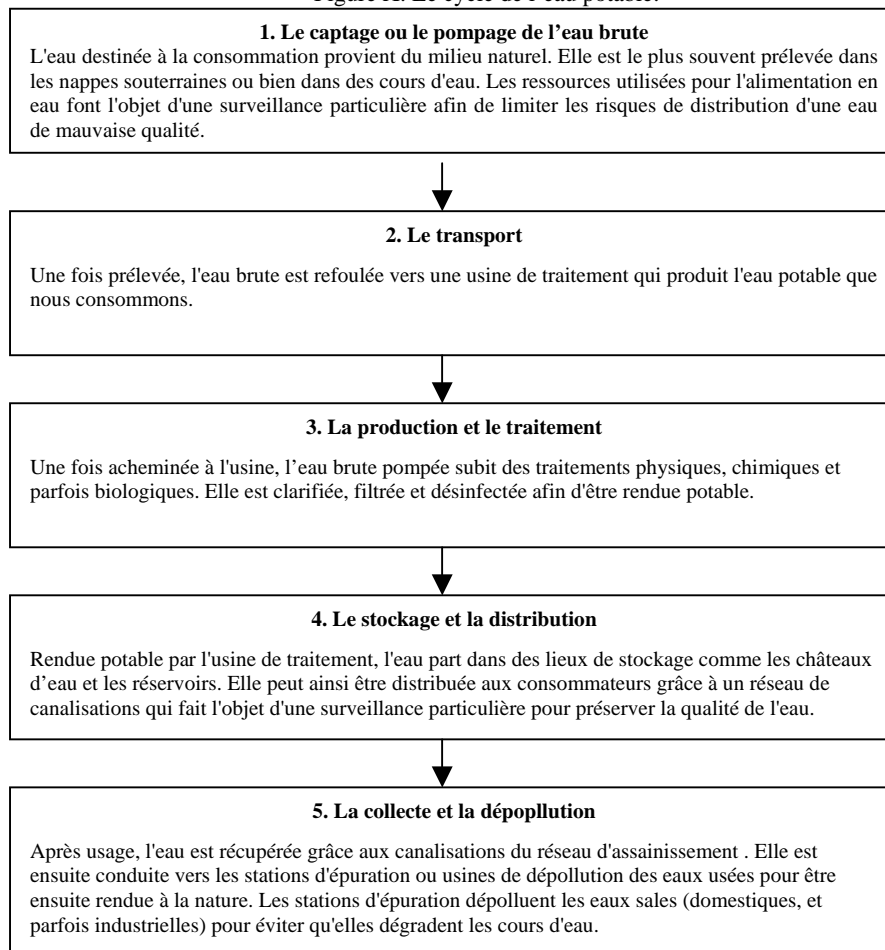 Figure A: Le cycle de l'eau potable.
1. Le captage ou le pompage de l'eau brute
L'eau destinée à la consommation provient du milieu naturel. Elle est le plus souvent prélevée dans
les nappes souterraines ou bien dans des cours d'eau. Les ressources utilisées pour l'alimentation en
eau font l'objet d'une surveillance particulière afin de limiter les risques de distribution d'une eau
de mauvaise qualité.
2. Le transport
Une fois prélevée, l'eau brute est refoulée vers une usine de traitement qui produit l'eau potable que
nous consommons.
3. La production et le traitement
Une fois acheminée à l'usine, l'eau brute pompée subit des traitements physiques, chimiques et
parfois biologiques. Elle est clarifiée, filtrée et désinfectée afin d'être rendue potable.
4. Le stockage et la distribution
Rendue potable par l'usine de traitement, l'eau part dans des lieux de stockage comme les châteaux
d'eau et les réservoirs. Elle peut ainsi être distribuée aux consommateurs grâce à un réseau de
canalisations qui fait l'objet d'une surveillance particulière pour préserver la qualité de l'eau.
5. La collecte et la dépopllution
Après usage, l'eau est récupérée grâce aux canalisations du réseau d'assainissement . Elle est
ensuite conduite vers les stations d'épuration ou usines de dépollution des eaux usées pour être
ensuite rendue à la nature. Les stations d'épuration dépolluent les eaux sales (domestiques, et
parfois industrielles) pour éviter qu'elles dégradent les cours d'eau.